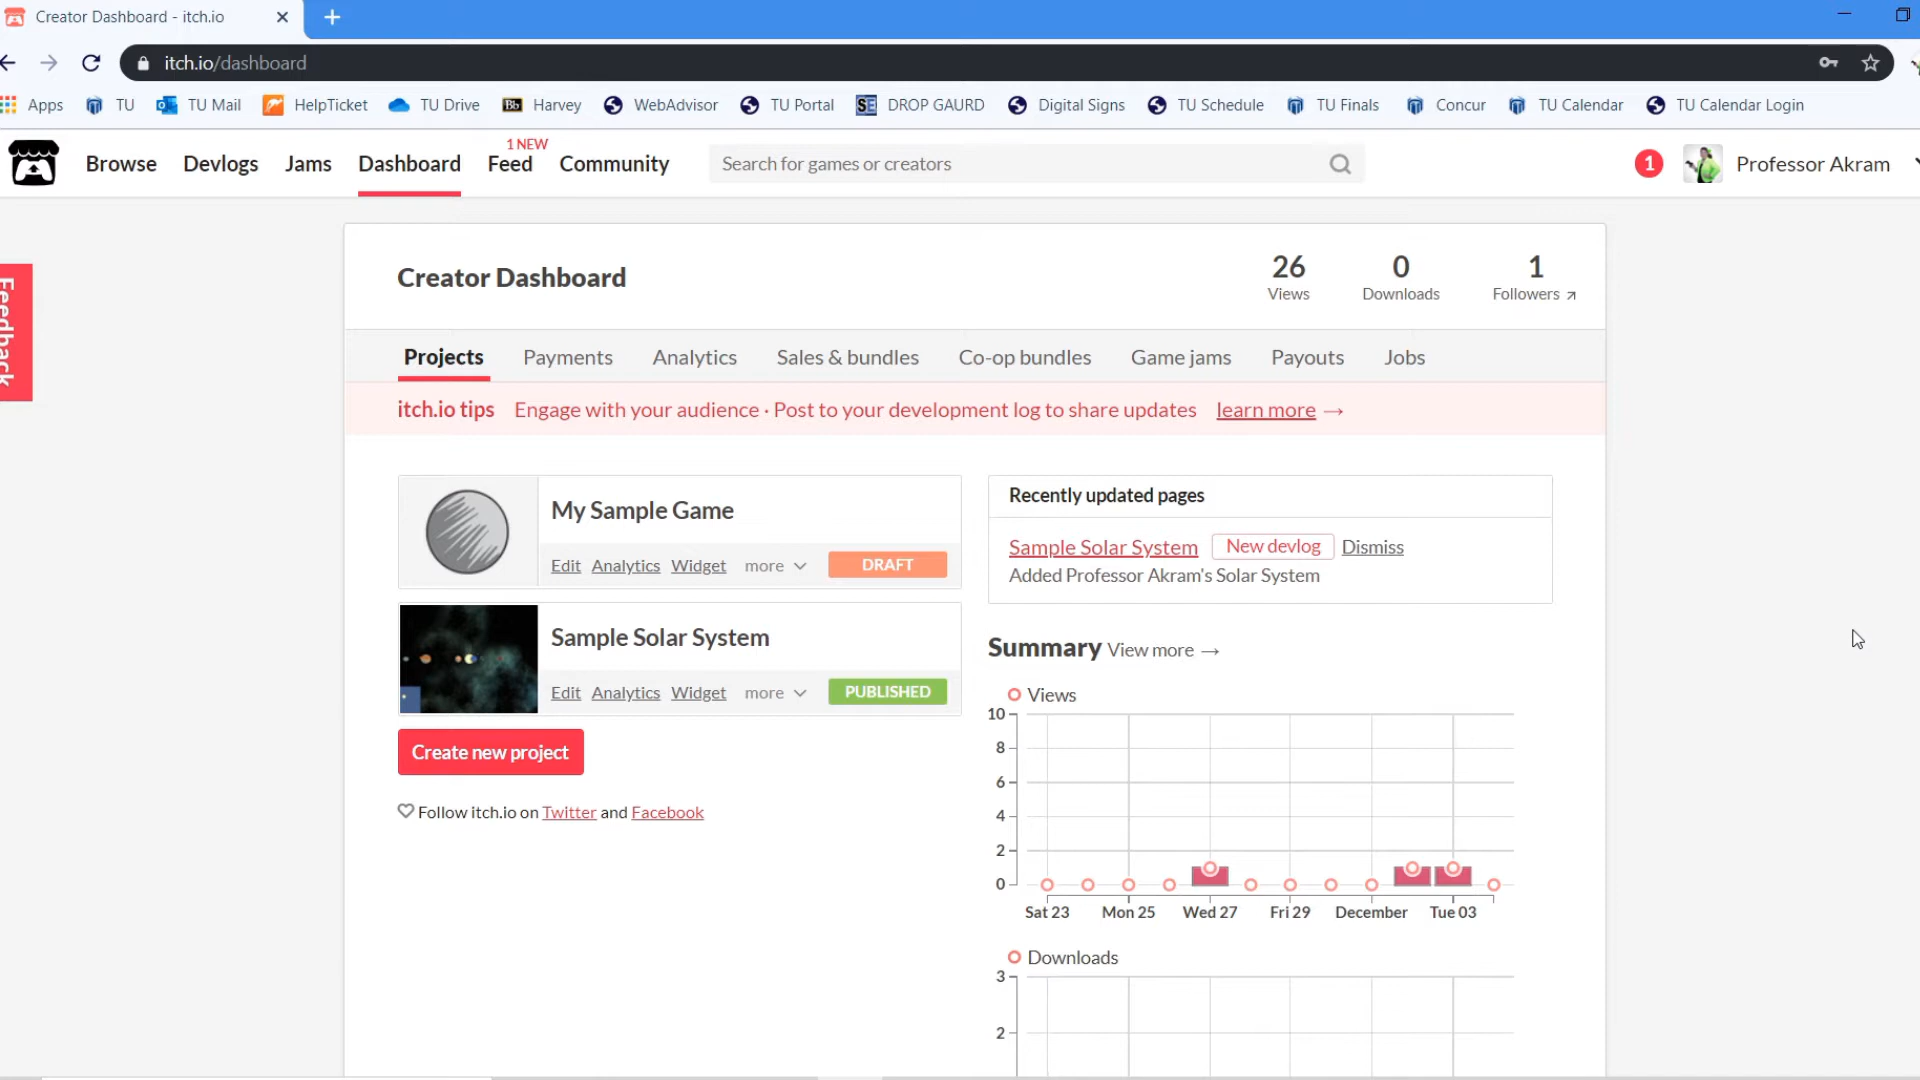 Creator Dashboard - itch.io
itch.io/dashboard
Apps TU TU Mail HelpTicket TU Drive Bb Harvey WebAdvisor TU Portal SE DROP GAURD Digital Signs TU Schedule TU Finals Concur TU Calendar TU Calendar Login
Browse Devlogs Jams Dashboard 1 NEW Feed Community Search for games or creators 1 Professor Akram
Feedback
Creator Dashboard
26 0 1
Views Downloads Followers
Projects Payments Analytics Sales & bundles Co-op bundles Game jams Payouts Jobs
itch.io tips Engage with your audience · Post to your development log to share updates learn more →
My Sample Game
Edit Analytics Widget more DRAFT
Sample Solar System
Edit Analytics Widget more PUBLISHED
Create new project
Follow itch.io on Twitter and Facebook
Recently updated pages
Sample Solar System New devlog Dismiss
Added Professor Akram's Solar System
Summary View more →
Views
10
8
6
4
2
0
Sat 23 Mon 25 Wed 27 Fri 29 December Tue 03
Downloads
3
2